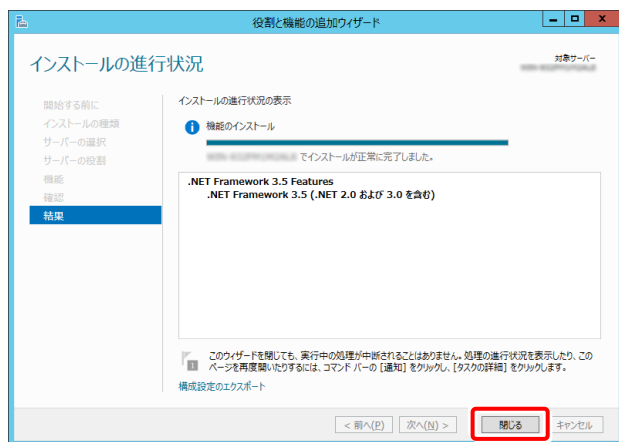 役割と機能の追加ウィザード
インストールの進行状況
対象サーバー
開始する前に
インストールの種類
サーバーの選択
サーバーの役割
機能
確認
結果
インストールの進行状況の表示
機能のインストール
でインストールが正常に完了しました。
.NET Framework 3.5 Features
.NET Framework 3.5 (.NET 2.0 および 3.0 を含む)
1
このウィザードを閉じても、実行中の処理が中断されることはありません。処理の進行状況を表示したり、この
ページを再度開いたりするには、コマンド バーの [通知] をクリックし、[タスクの詳細] をクリックします。
構成設定のエクスポート
< 前へ(P)
次へ(N) >
閉じる
キャンセル